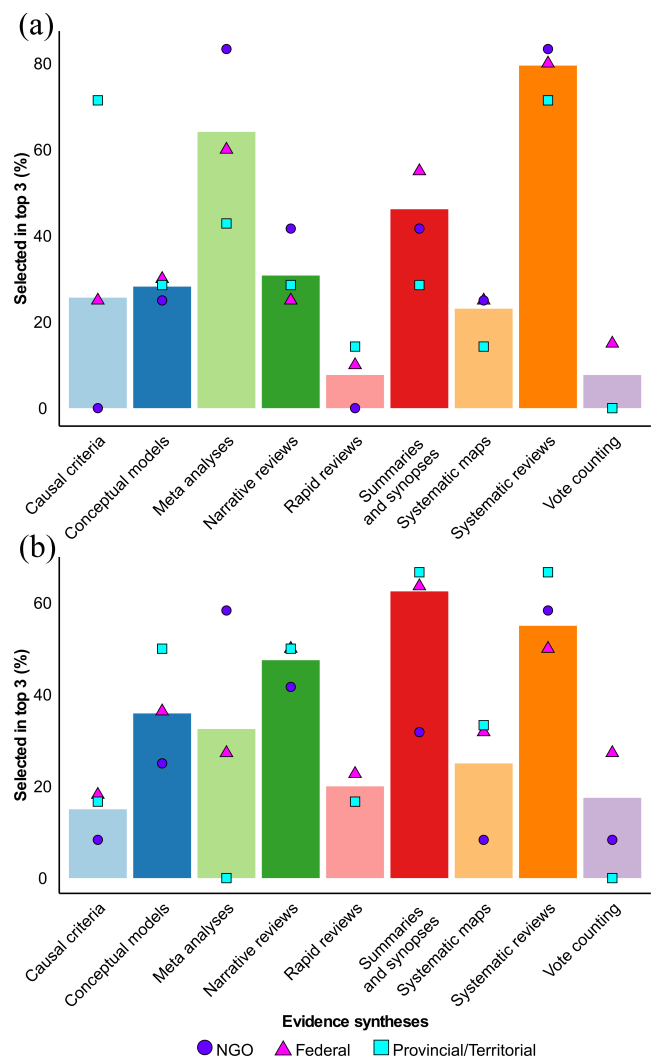 (a)
Selected in top 3 (%)
80
60
40
20
0
Causal criteria
Conceptual models
Meta analyses
Narrative reviews
Rapid reviews
Summaries
and synopses
Systematic maps
Systematic reviews
Vote counting
(b)
Selected in top 3 (%)
60
40
20
0
Causal criteria
Conceptual models
Meta analyses
Narrative reviews
Rapid reviews
Summaries
and synopses
Systematic maps
Systematic reviews
Vote counting
Evidence syntheses
NGO Federal Provincial/Territorial